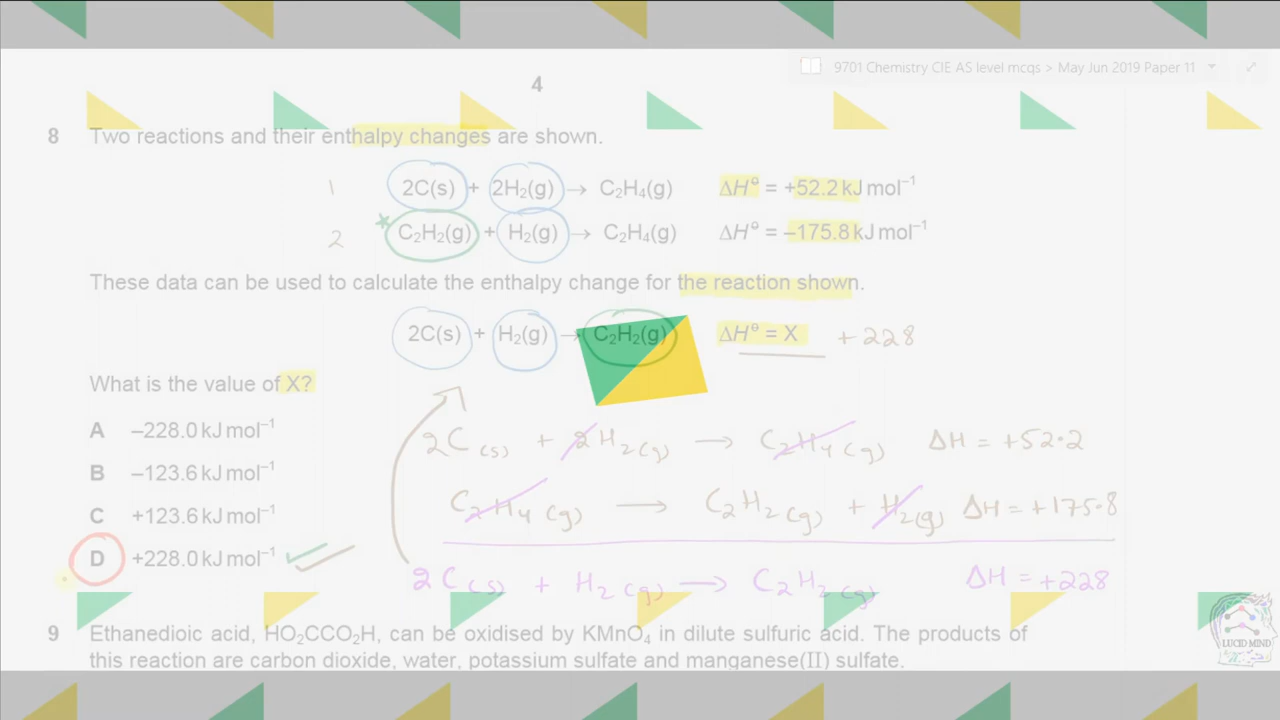 9701 Chemistry CIE AS level mcqs > May Jun 2019 Paper 11
4
8 Two reactions and their enthalpy changes are shown.
1 2C(s) + 2H₂(g) → C₂H₄(g) ΔH⦵ = +52.2 kJ mol⁻¹
2 *C₂H₂(g) + H₂(g) → C₂H₄(g) ΔH⦵ = –175.8 kJ mol⁻¹
These data can be used to calculate the enthalpy change for the reaction shown.
2C(s) + H₂(g) → C₂H₂(g) ΔH⦵ = X +228
What is the value of X?
A –228.0 kJ mol⁻¹
2C(s) + 2H₂(g) → C₂H₄(g) ΔH = +52.2
B –123.6 kJ mol⁻¹
C₂H₄(g) → C₂H₂(g) + H₂(g) ΔH = +175.8
C +123.6 kJ mol⁻¹
D +228.0 kJ mol⁻¹
2C(s) + H₂(g) → C₂H₂(g) ΔH = +228
9 Ethanedioic acid, HO₂CCO₂H, can be oxidised by KMnO₄ in dilute sulfuric acid. The products of
this reaction are carbon dioxide, water, potassium sulfate and manganese(II) sulfate.
LUCID MIND